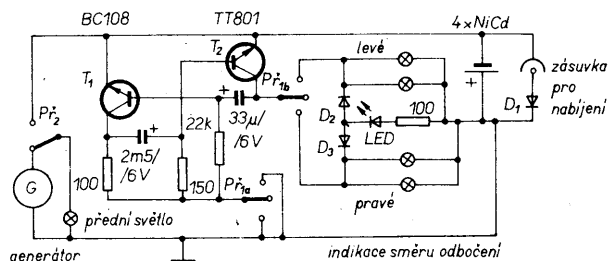 BC108
TT801
4×NiCd
T₁
T₂
Př₁b
levé
zásuvka
pro
nabíjení
D₁
Př₂
22k
33μ/
/6V
D₂
LED
100
D₃
2m5/
/6V
G
100
150
Př₁a
přední světlo
pravé
generátor
indikace směru odbočení